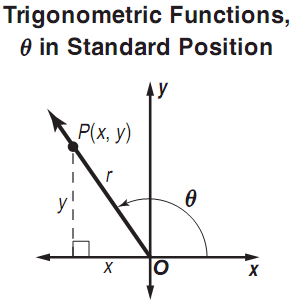 Trigonometric Functions,
θ in Standard Position
y
P(x, y)
r
θ
y
x
O
x